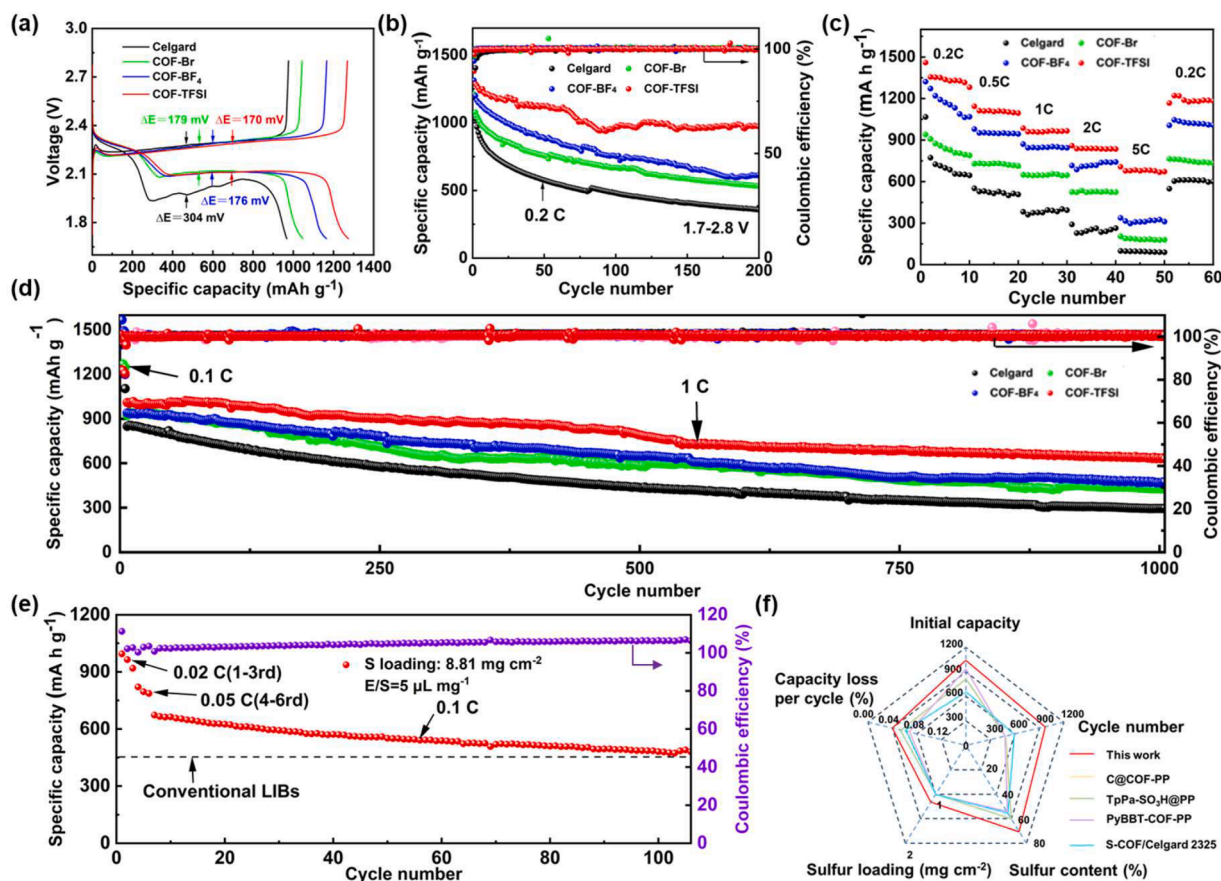 (a)
Voltage (V)
3.0
2.7
2.4
2.1
1.8
Celgard
COF-Br
COF-BF4
COF-TFSI
ΔE=179 mV
ΔE=170 mV
ΔE=304 mV
ΔE=176 mV
0 200 400 600 800 1000 1200 1400
Specific capacity (mAh g-1)
(b)
Specific capacity (mAh g-1)
1500
1000
500
0
Celgard
COF-Br
COF-BF4
COF-TFSI
0.2 C
1.7-2.8 V
100
50
0
Coulombic efficiency (%)
0 50 100 150 200
Cycle number
(c)
Specific capacity (mA h g-1)
1500
1200
900
600
300
0
0.2C
0.5C
1C
2C
5C
0.2C
Celgard
COF-Br
COF-BF4
COF-TFSI
0 10 20 30 40 50 60
Cycle number
(d)
Specific capacity (mAh g-1)
1500
1200
900
600
300
0
0.1 C
1 C
Celgard
COF-Br
COF-BF4
COF-TFSI
100
80
60
40
20
0
Coulombic efficiency (%)
0 250 500 750 1000
Cycle number
(e)
Specific capacity (mA h g-1)
1200
1050
900
750
600
450
300
0
0.02 C(1-3rd)
0.05 C(4-6rd)
S loading: 8.81 mg cm-2
E/S=5 μL mg-1
0.1 C
Conventional LIBs
120
100
80
60
40
20
0
Coulombic efficiency (%)
0 20 40 60 80 100
Cycle number
(f)
Initial capacity
1200
900
600
300
0
Capacity loss
per cycle (%)
0.00
0.04
0.08
0.12
300
600
900
1200
Cycle number
20
40
60
80
1
2
Sulfur loading (mg cm-2)
Sulfur content (%)
This work
C@COF-PP
TpPa-SO3H@PP
PyBBT-COF-PP
S-COF/Celgard 2325